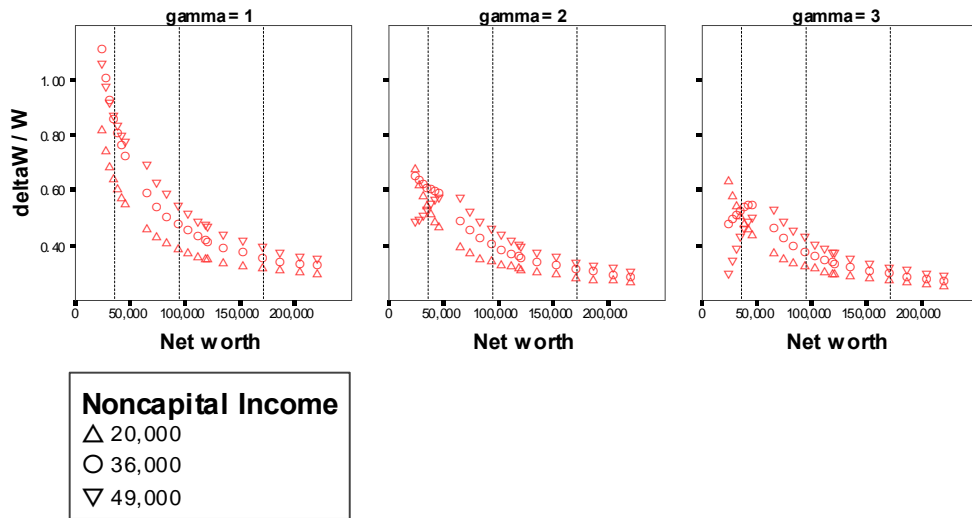 gamma= 1 gamma= 2 gamma= 3
deltaW / W
1.00
0.80
0.60
0.40
0 50,000 100,000 150,000 200,000 0 50,000 100,000 150,000 200,000 0 50,000 100,000 150,000 200,000
Net worth Net worth Net worth
Noncapital Income
20,000
36,000
49,000